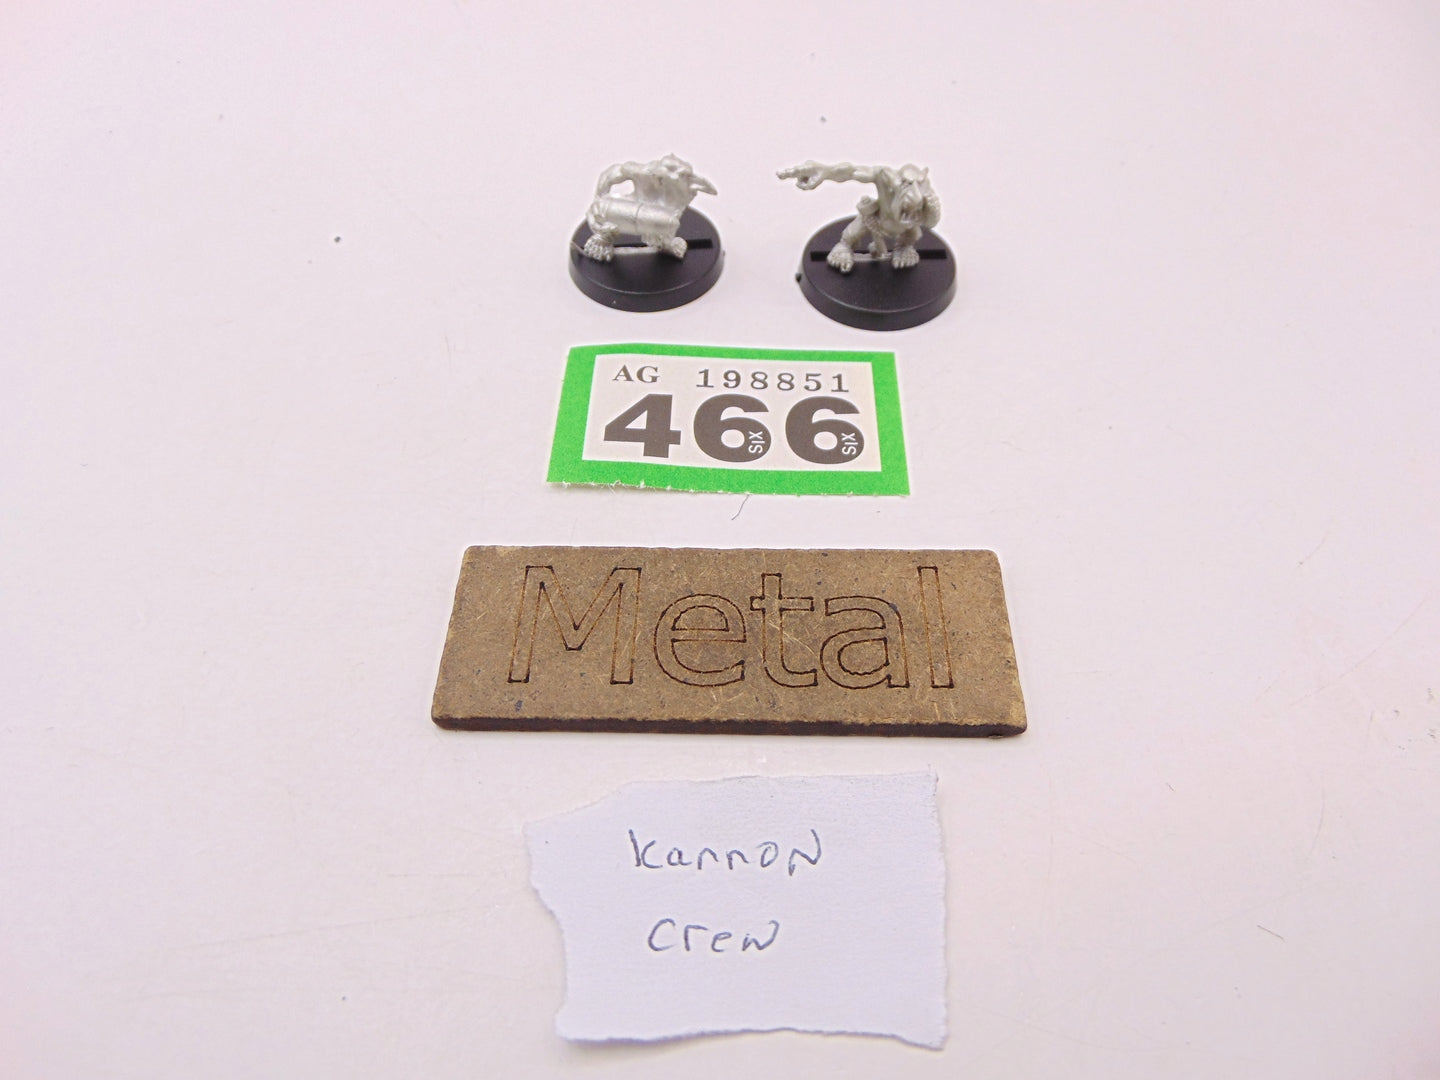 AG 198851
466
SIX SIX
Metal
Kannon
Crew